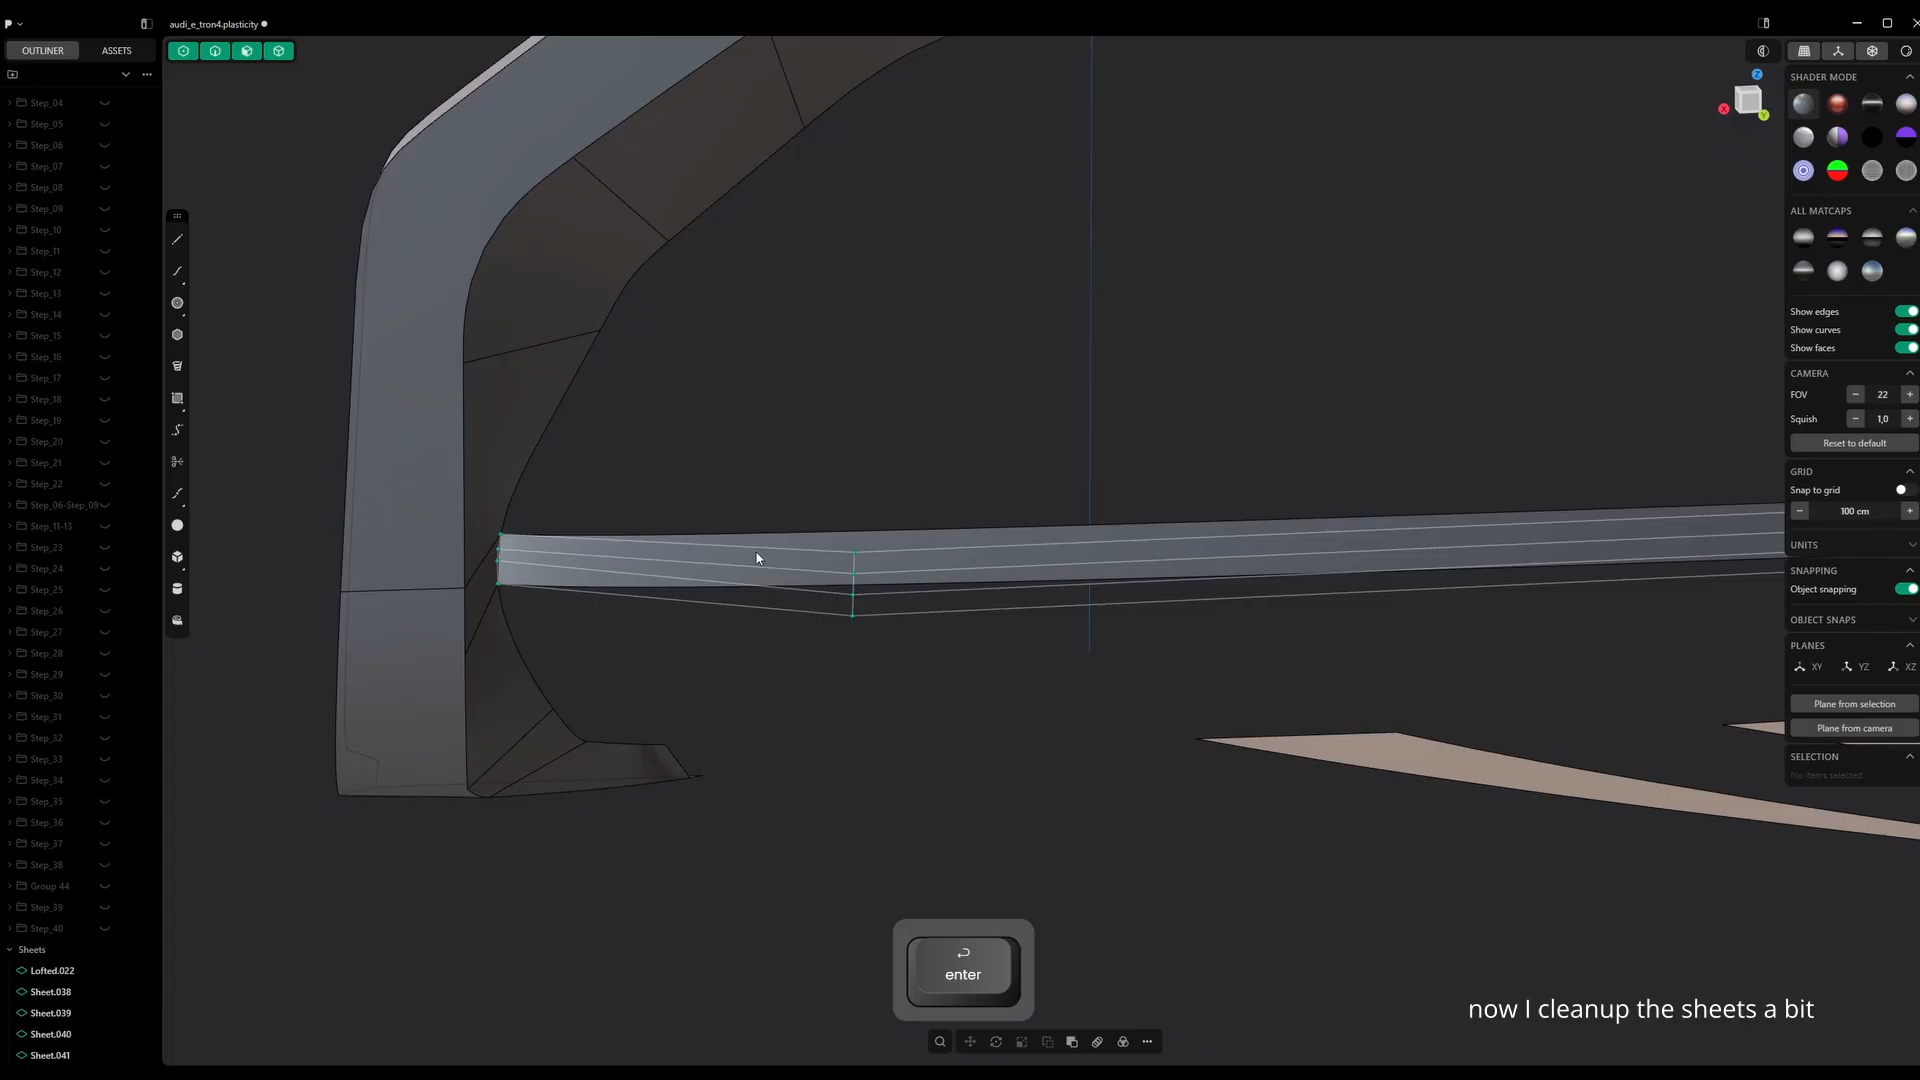 audi_e_tron4.plasticity
OUTLINER
ASSETS
Step_04
Step_05
Step_06
Step_07
Step_08
Step_09
Step_10
Step_11
Step_12
Step_13
Step_14
Step_15
Step_16
Step_17
Step_18
Step_19
Step_20
Step_21
Step_22
Step_06-Step_09
Step_11-13
Step_23
Step_24
Step_25
Step_26
Step_27
Step_28
Step_29
Step_30
Step_31
Step_32
Step_33
Step_34
Step_35
Step_36
Step_37
Step_38
Group 44
Step_39
Step_40
Sheets
Lofted.022
Sheet.038
Sheet.039
Sheet.040
Sheet.041
Z
X
Y
enter
now I cleanup the sheets a bit
SHADER MODE
ALL MATCAPS
Show edges
Show curves
Show faces
CAMERA
FOV − 22 +
Squish − 1,0 +
Reset to default
GRID
Snap to grid
− 100 cm +
UNITS
SNAPPING
Object snapping
OBJECT SNAPS
PLANES
XY YZ XZ
Plane from selection
Plane from camera
SELECTION
No items selected